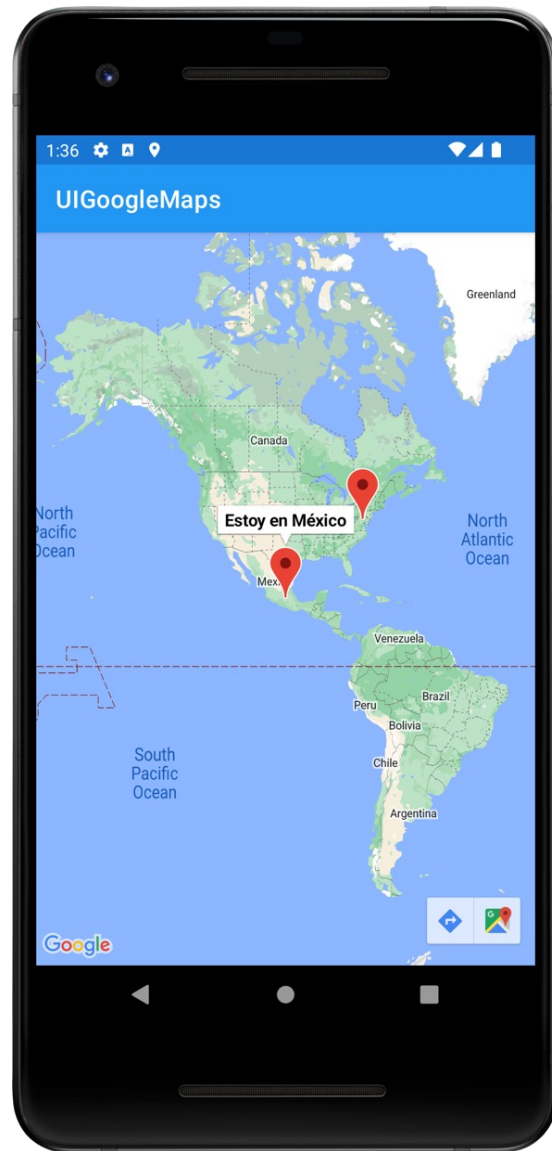 1:36
UIGoogleMaps
Greenland
Canada
North
Pacific
Ocean
Estoy en México
North
Atlantic
Ocean
Venezuela
Brazil
Peru
Bolivia
South
Pacific
Ocean
Chile
Argentina
Google